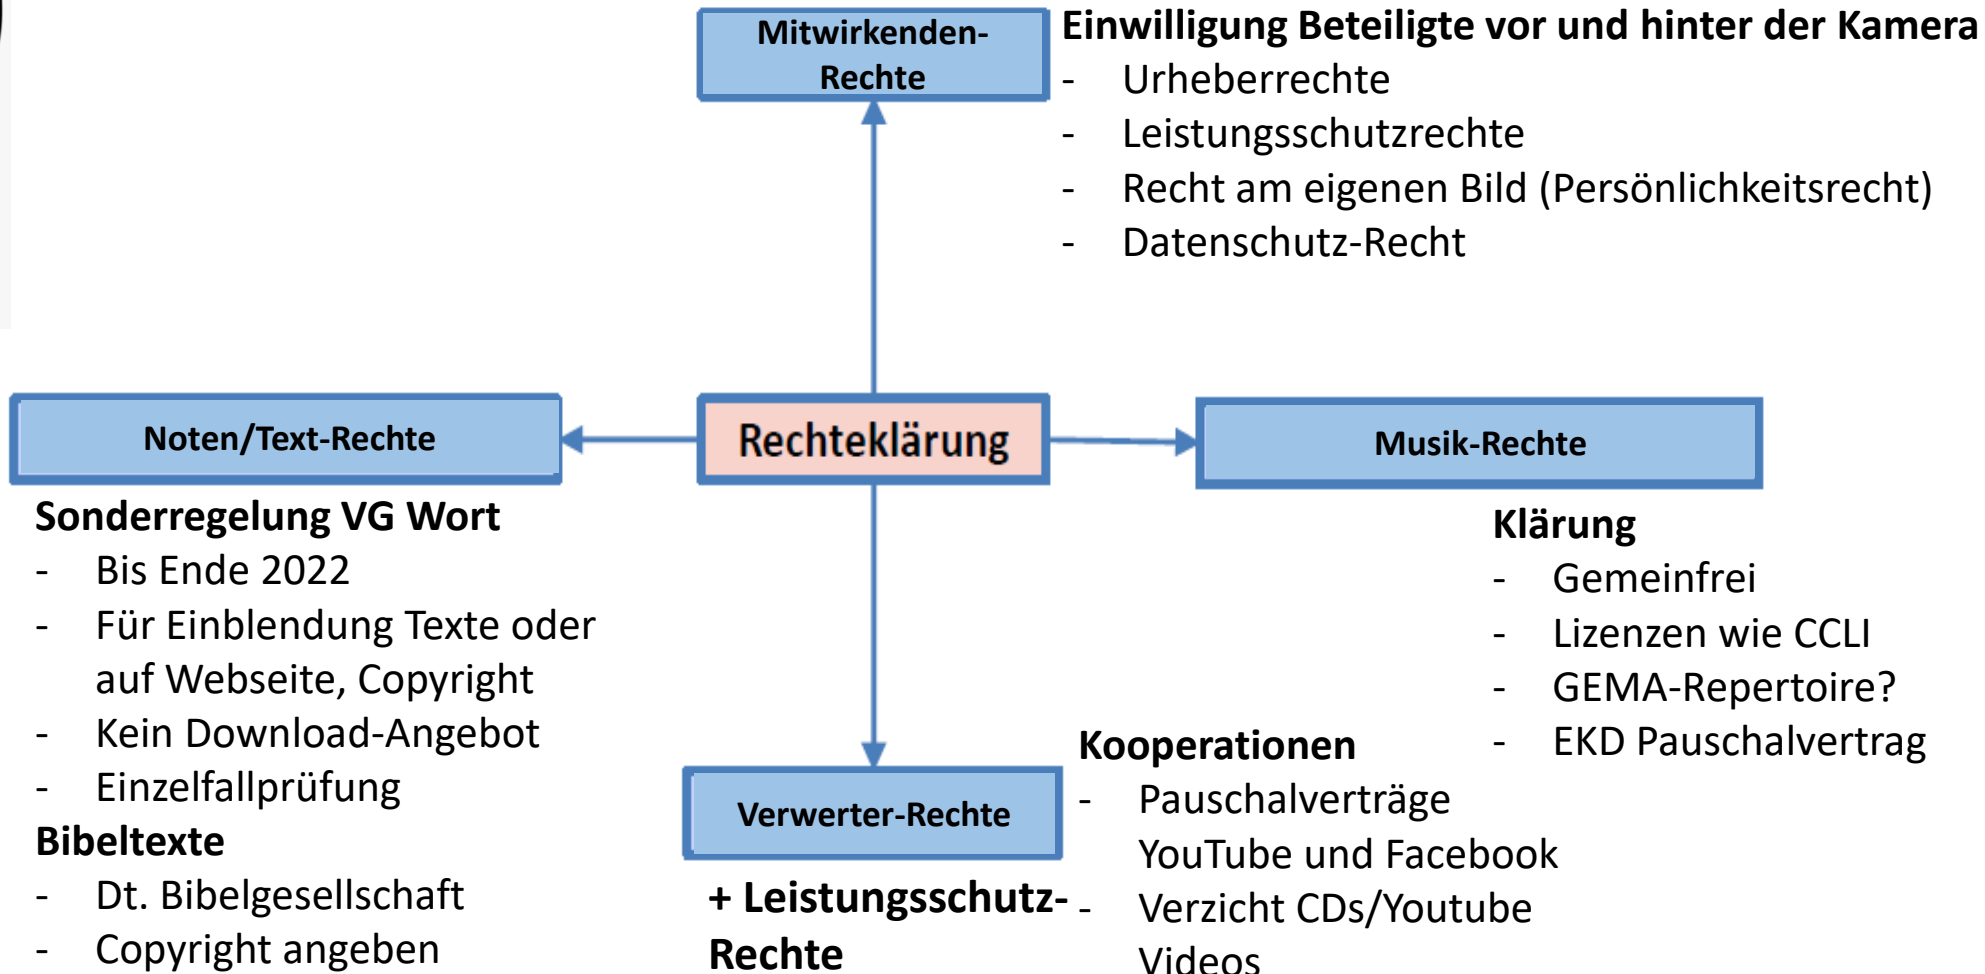 Mitwirkenden-
Rechte
Einwilligung Beteiligte vor und hinter der Kamera
- Urheberrechte
- Leistungsschutzrechte
- Recht am eigenen Bild (Persönlichkeitsrecht)
- Datenschutz-Recht
Noten/Text-Rechte
Rechteklärung
Musik-Rechte
Sonderregelung VG Wort
- Bis Ende 2022
- Für Einblendung Texte oder
auf Webseite, Copyright
- Kein Download-Angebot
- Einzelfallprüfung
Bibeltexte
- Dt. Bibelgesellschaft
- Copyright angeben
Verwerter-Rechte
+ Leistungsschutz-
Rechte
Kooperationen
- Pauschalverträge
YouTube und Facebook
- Verzicht CDs/Youtube
Videos
Klärung
- Gemeinfrei
- Lizenzen wie CCLI
- GEMA-Repertoire?
- EKD Pauschalvertrag